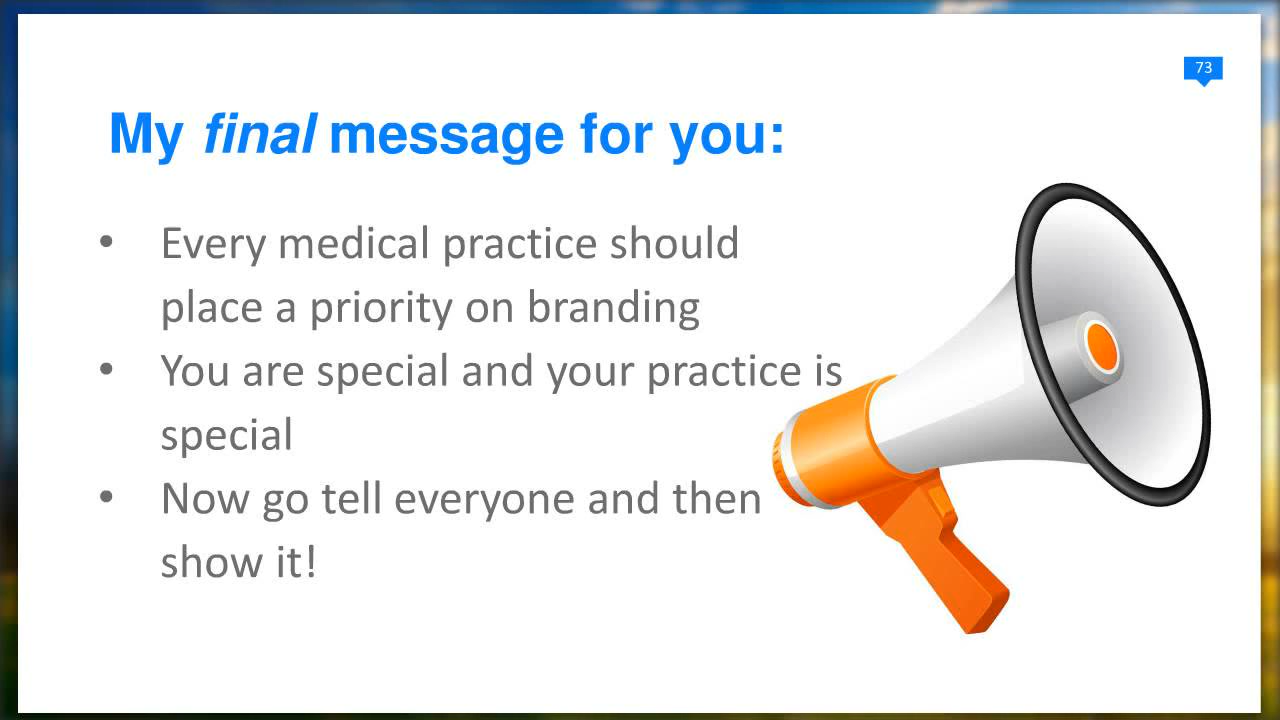 73
My final message for you:
• Every medical practice should
place a priority on branding
• You are special and your practice is
special
• Now go tell everyone and then
show it!